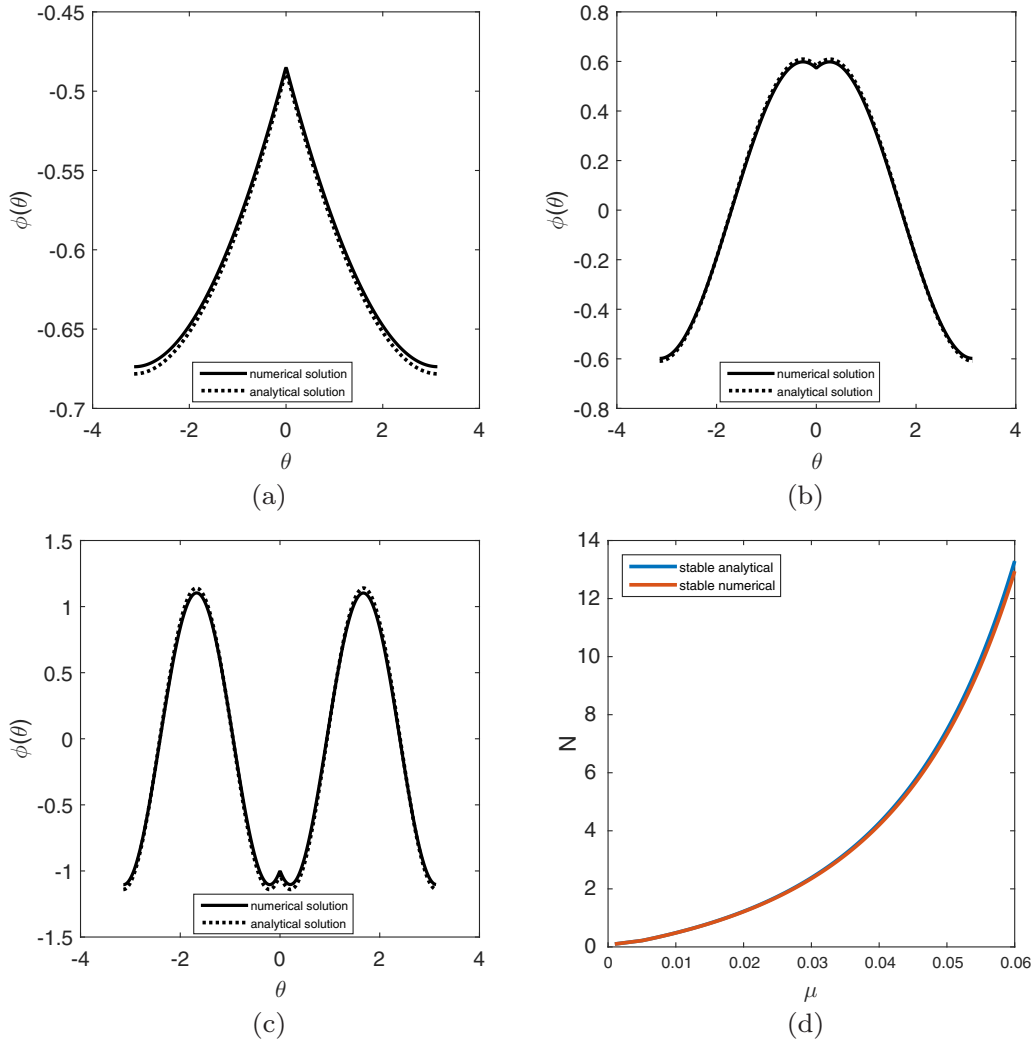 -0.45
-0.5
-0.55
-0.6
-0.65
-0.7
ϕ(θ)
-4
-2
0
2
4
θ
numerical solution
analytical solution
(a)
0.8
0.6
0.4
0.2
0
-0.2
-0.4
-0.6
-0.8
ϕ(θ)
-4
-2
0
2
4
θ
numerical solution
analytical solution
(b)
1.5
1
0.5
0
-0.5
-1
-1.5
ϕ(θ)
-4
-2
0
2
4
θ
numerical solution
analytical solution
(c)
14
12
10
8
6
4
2
0
N
0
0.01
0.02
0.03
0.04
0.05
0.06
μ
stable analytical
stable numerical
(d)